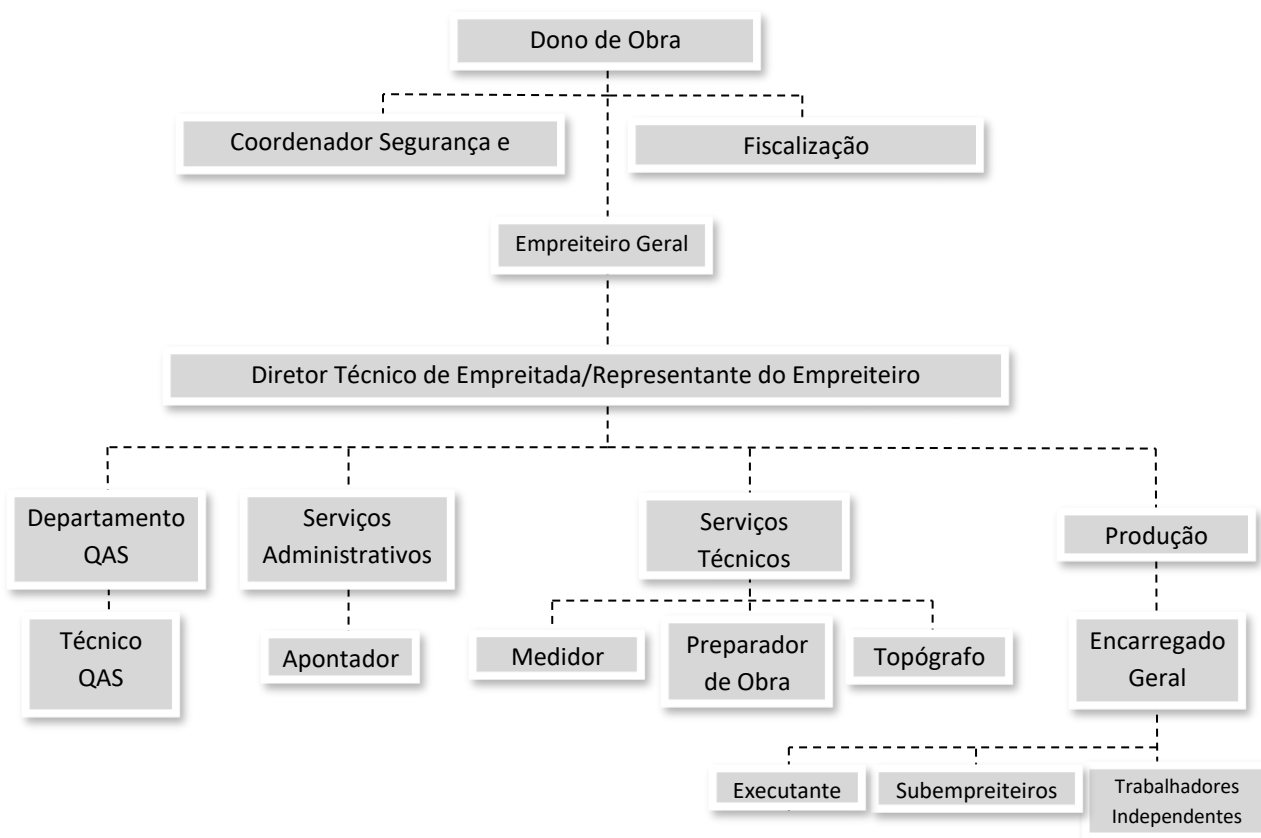 Dono de Obra
Coordenador Segurança e
Fiscalização
Empreiteiro Geral
Diretor Técnico de Empreitada/Representante do Empreiteiro
Departamento
QAS
Serviços
Administrativos
Serviços
Técnicos
Produção
Técnico
QAS
Apontador
Medidor
Preparador
de Obra
Topógrafo
Encarregado
Geral
Executante
Subempreiteiros
Trabalhadores
Independentes